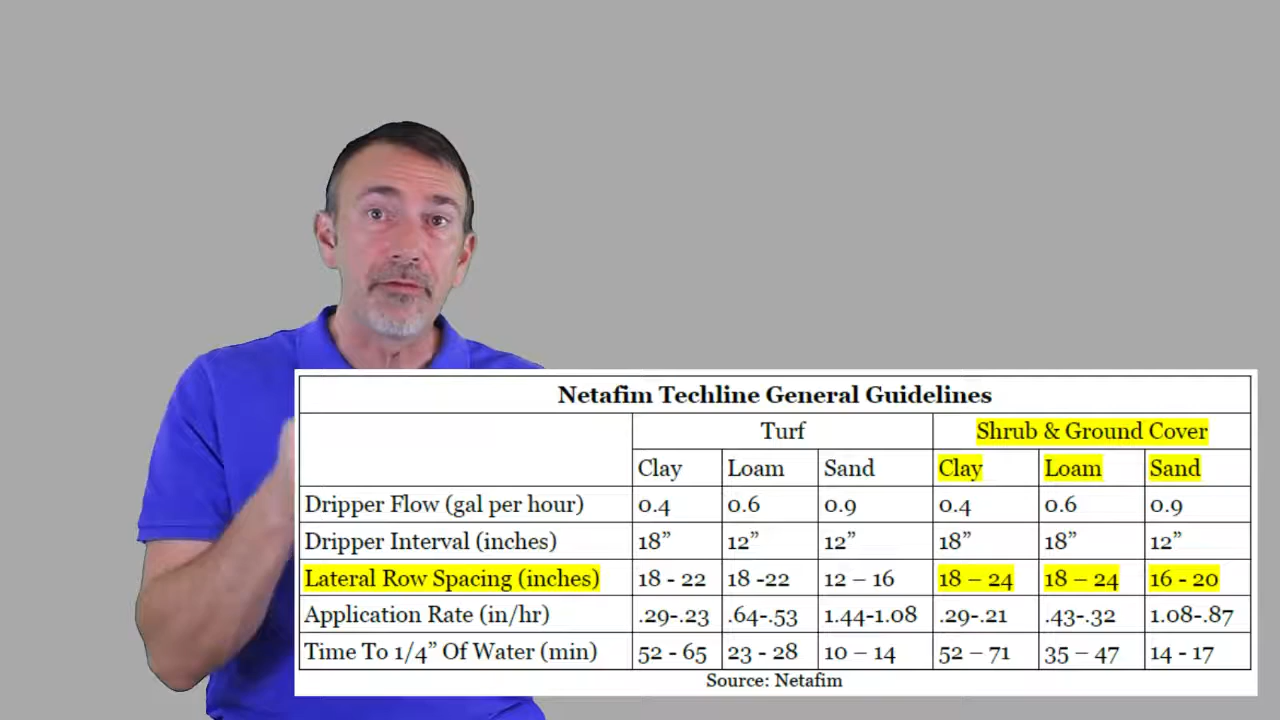 Netafim Techline General Guidelines
Turf Shrub & Ground Cover
Clay Loam Sand Clay Loam Sand
Dripper Flow (gal per hour) 0.4 0.6 0.9 0.4 0.6 0.9
Dripper Interval (inches) 18” 12” 12” 18” 18” 12”
Lateral Row Spacing (inches) 18 - 22 18 -22 12 – 16 18 – 24 18 – 24 16 - 20
Application Rate (in/hr) .29-.23 .64-.53 1.44-1.08 .29-.21 .43-.32 1.08-.87
Time To 1/4” Of Water (min) 52 - 65 23 - 28 10 – 14 52 – 71 35 – 47 14 - 17
Source: Netafim